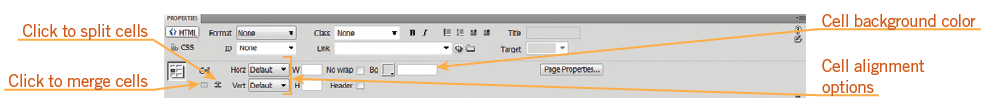 PROPERTIES
Click to split cells
Click to merge cells
<> HTML Format None Class None B I Title
CSS ID None Link Target
Horz Default W No wrap Bg Page Properties...
Vert Default H Header
Cell background color
Cell alignment
options